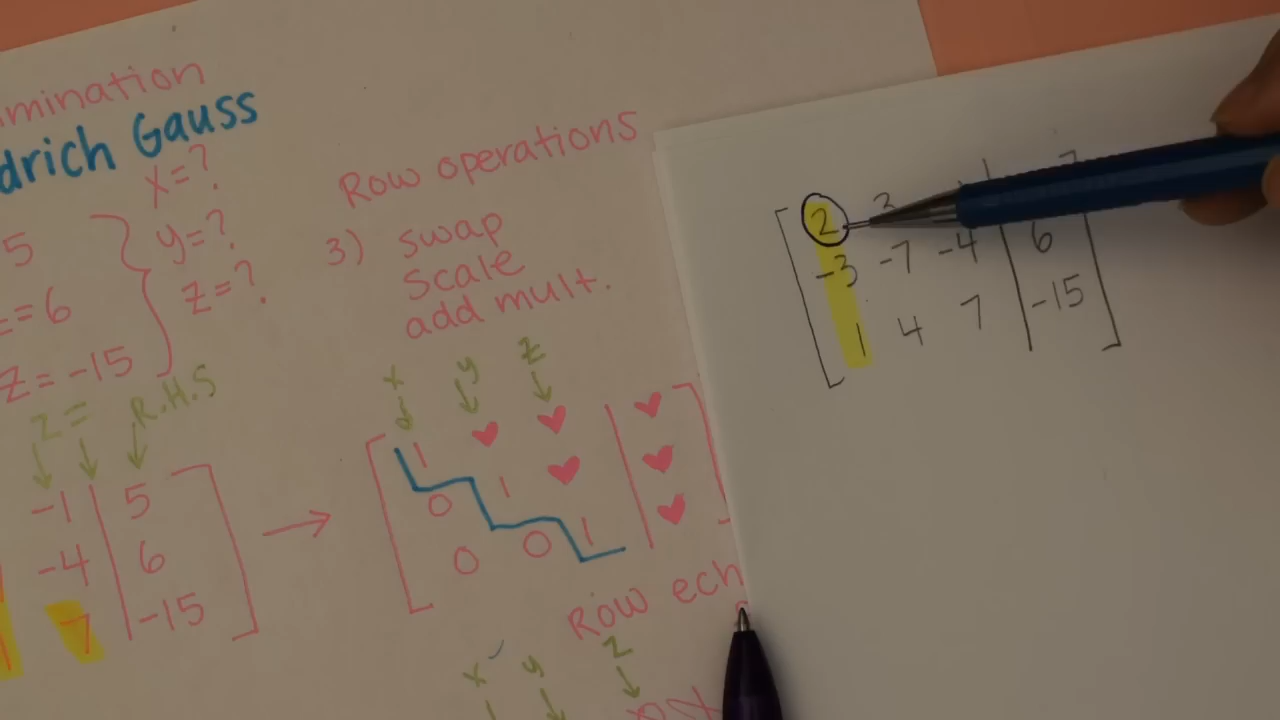 mination
drich Gauss
x=?
5
y=?
=6
z=?
z=-15
z =
R.H.S
-1 5
-4 6
7 -15
Row operations
3) swap
scale
add mult.
x y z
1 ♥ ♥ ♥
0 1 ♥ ♥
0 0 1 ♥
Row ech
x y z
2
-3 -7 -4 6
1 4 7 -15